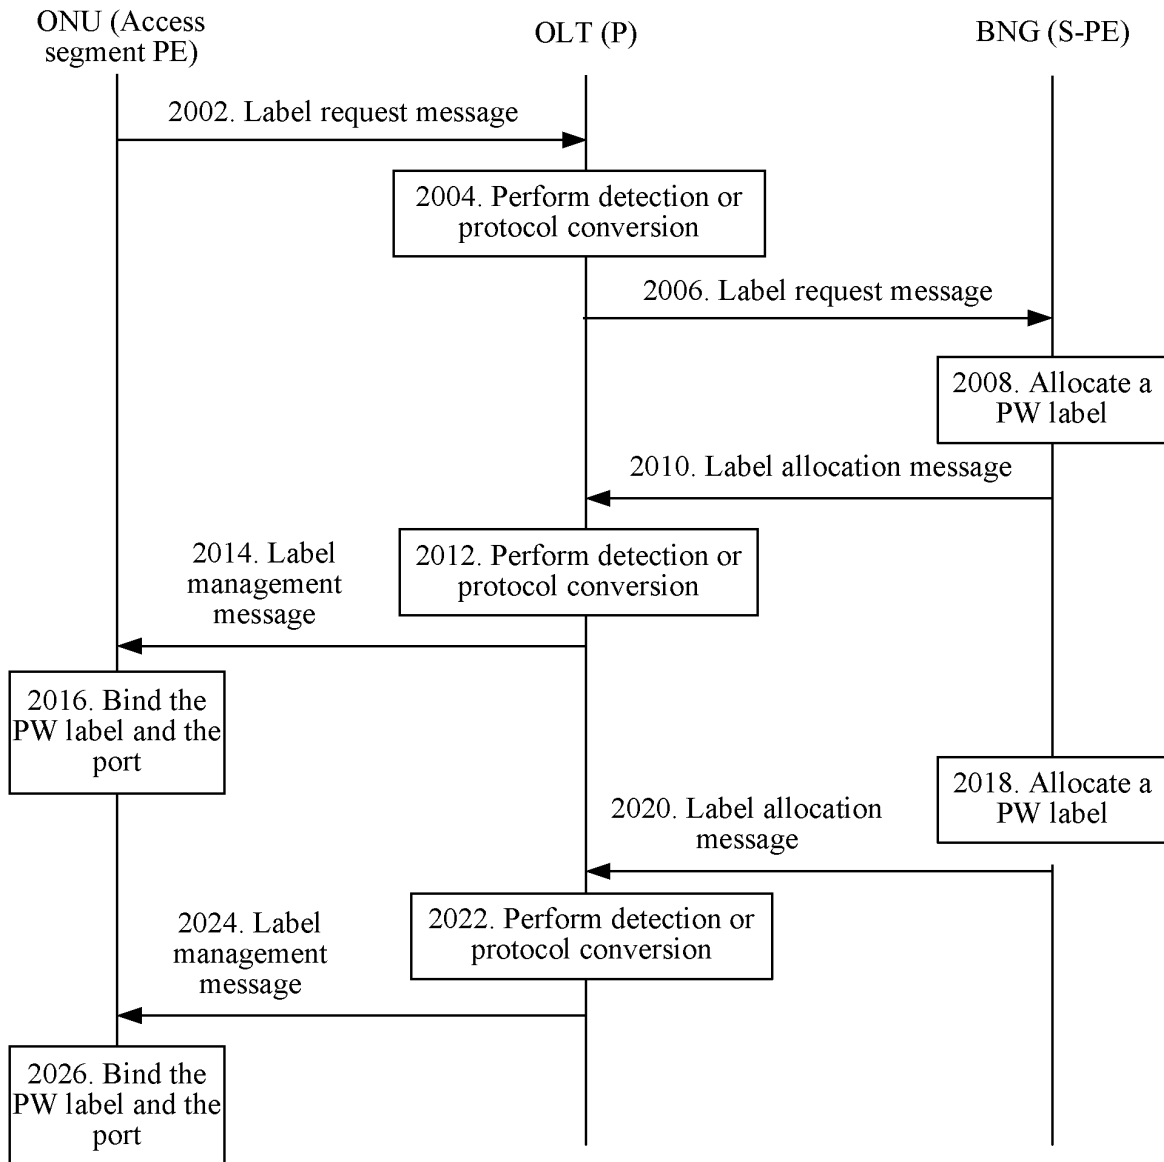 ONU (Access
segment PE)
OLT (P)
BNG (S-PE)
2002. Label request message
2004. Perform detection or
protocol conversion
2006. Label request message
2008. Allocate a
PW label
2010. Label allocation message
2012. Perform detection or
protocol conversion
2014. Label
management
message
2016. Bind the
PW label and the
port
2018. Allocate a
PW label
2020. Label allocation
message
2022. Perform detection or
protocol conversion
2024. Label
management
message
2026. Bind the
PW label and the
port